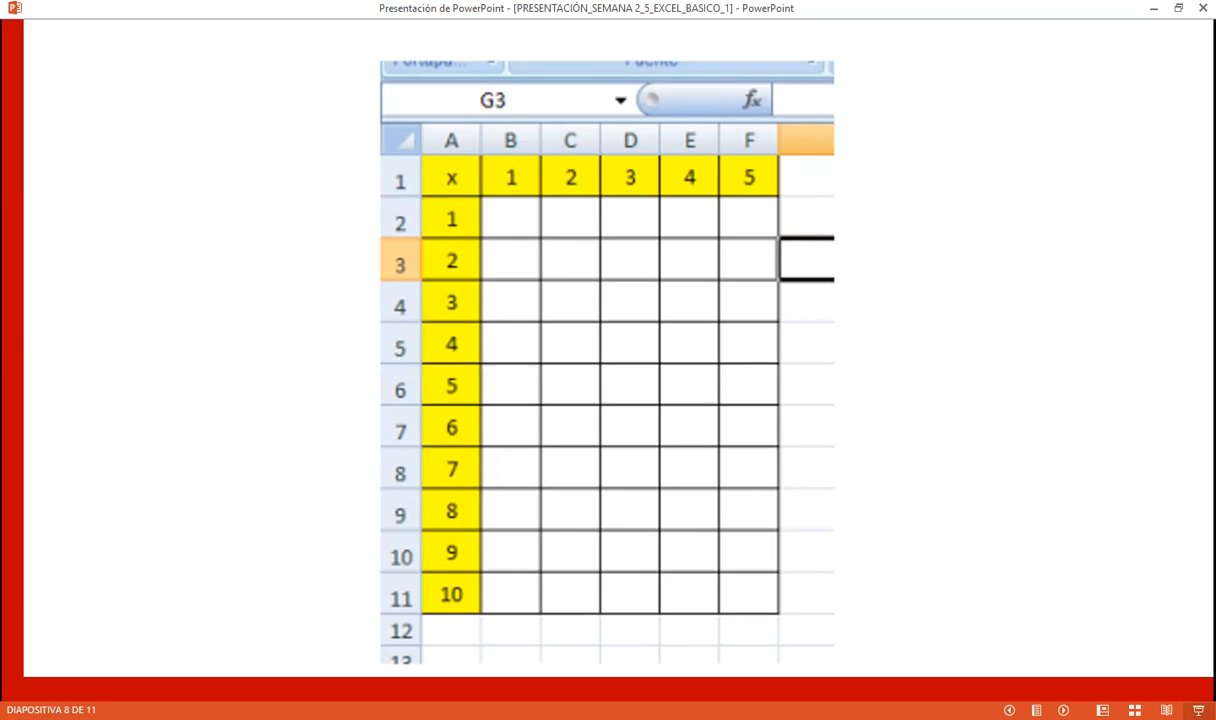 Presentación de PowerPoint - [PRESENTACIÓN_SEMANA 2_5_EXCEL_BASICO_1] - PowerPoint
G3 fx
A B C D E F
1 x 1 2 3 4 5
2 1
3 2
4 3
5 4
6 5
7 6
8 7
9 8
10 9
11 10
12
13
DIAPOSITIVA 8 DE 11